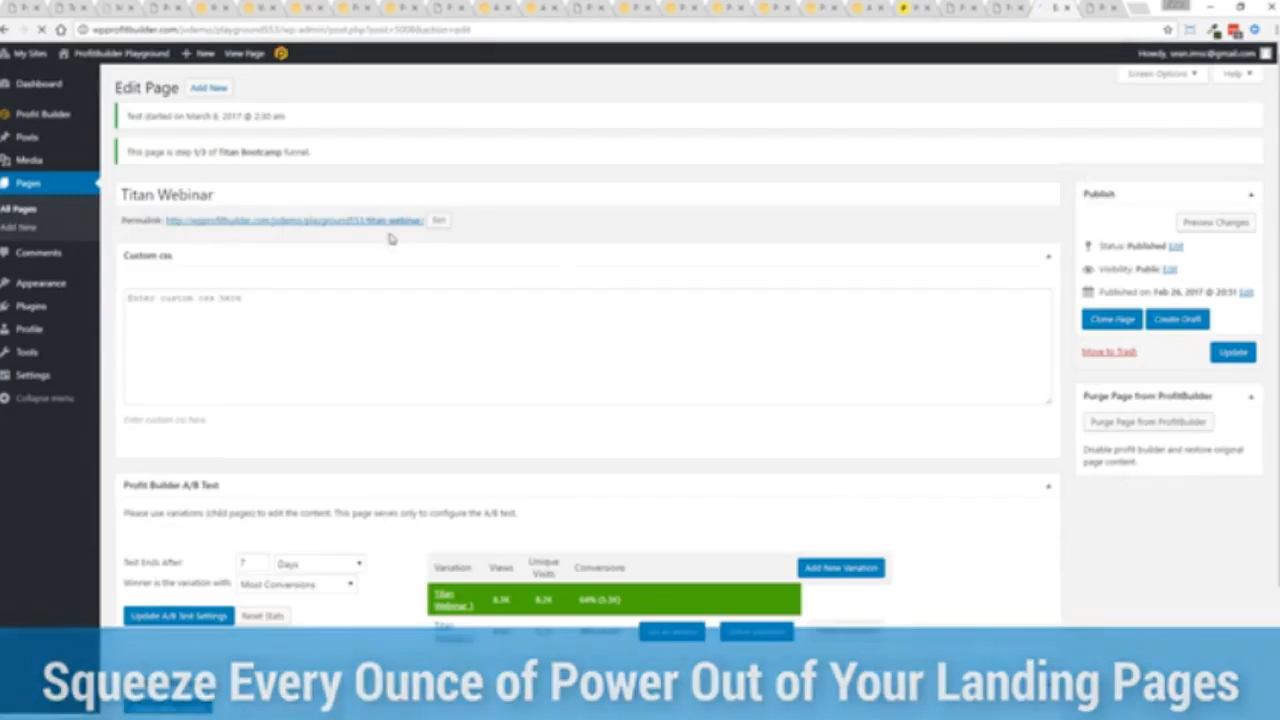 wpprofitbuilder.com/jvdemo/playground553/wp-admin/post.php?post=5008&action=edit
My Sites ProfitBuilder Playground + New View Page
Howdy, sean.imsc@gmail.com
Dashboard
Profit Builder
Posts
Media
Pages
All Pages
Add New
Comments
Appearance
Plugins
Profile
Tools
Settings
Collapse menu
Edit Page Add New
Screen Options Help
Test started on March 8, 2017 @ 2:30 am
This page is step 1/3 of Titan Bootcamp funnel.
Titan Webinar
Permalink: http://wpprofitbuilder.com/jvdemo/playground553/titan-webinar/ Edit
Custom css
Enter custom css here
Enter custom css here
Publish
Preview Changes
Status: Published Edit
Visibility: Public Edit
Published on: Feb 26, 2017 @ 20:51 Edit
Clone Page Create Draft
Move to Trash Update
Purge Page from ProfitBuilder
Purge Page from ProfitBuilder
Disable profit builder and restore original
page content.
Profit Builder A/B Test
Please use variations (child pages) to edit the content. This page serves only to configure the A/B test.
Test Ends After: 7 Days
Winner is the variation with: Most Conversions
Update A/B Test Settings Reset Stats
Variation Views Unique Visits Conversions Add New Variation
Titan Webinar 1 8.3K 8.2K 64% (5.3K)
Titan
Squeeze Every Ounce of Power Out of Your Landing Pages